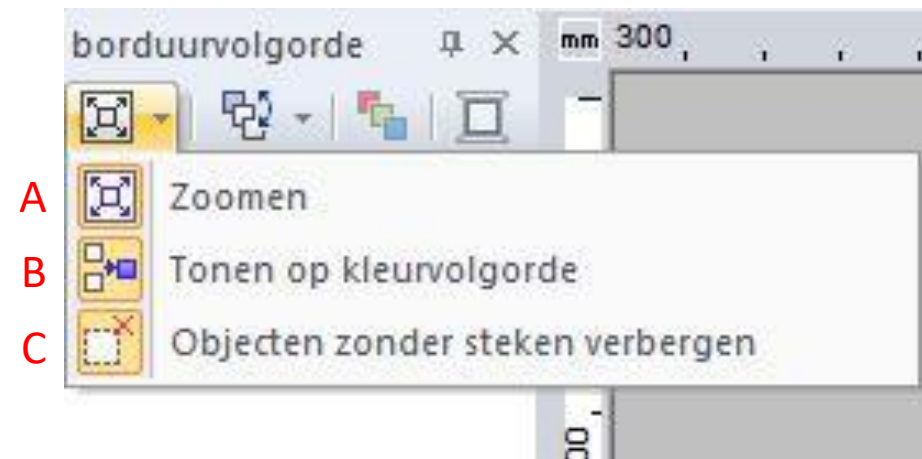 borduurvolgorde
mm 300
A Zoomen
B Tonen op kleurvolgorde
C Objecten zonder steken verbergen